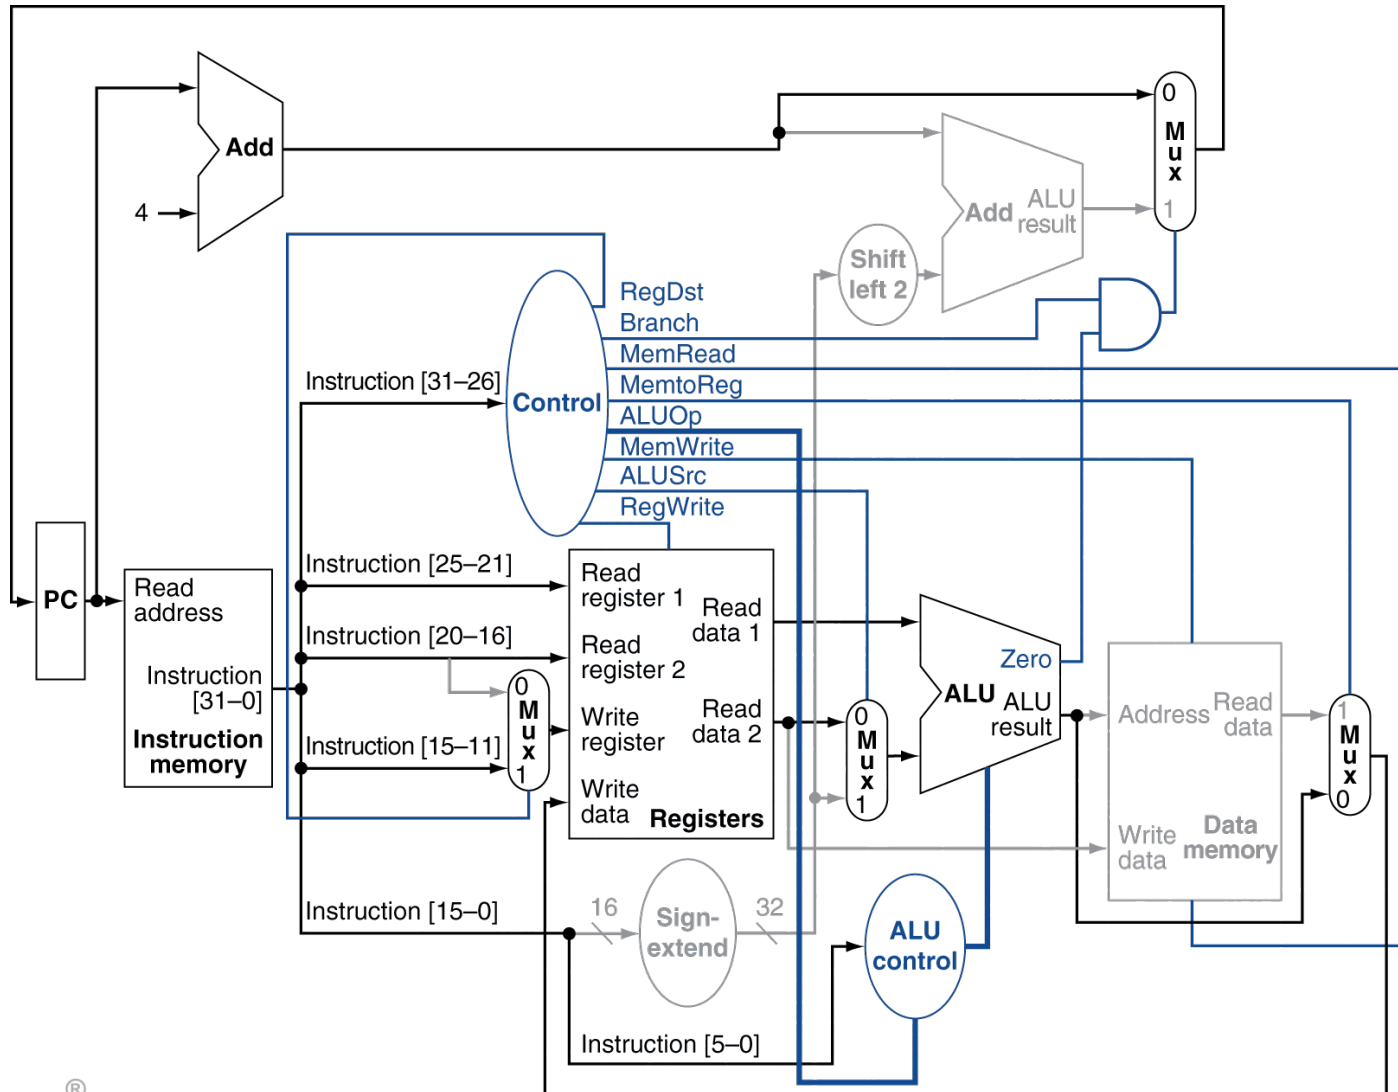 0
M
u
x
1
Add
4
Add
ALU
result
Shift
left 2
RegDst
Branch
MemRead
MemtoReg
ALUOp
MemWrite
ALUSrc
RegWrite
Control
Instruction [31–26]
Instruction [25–21]
Instruction [20–16]
Instruction [15–11]
Instruction [15–0]
Instruction [5–0]
PC
Read
address
Instruction
[31–0]
Instruction
memory
0
M
u
x
1
Read
register 1
Read
register 2
Write
register
Write
data
Read
data 1
Read
data 2
Registers
0
M
u
x
1
Zero
ALU
ALU
result
Address
Read
data
Write
data
Data
memory
1
M
u
x
0
16
Sign-
extend
32
ALU
control
®